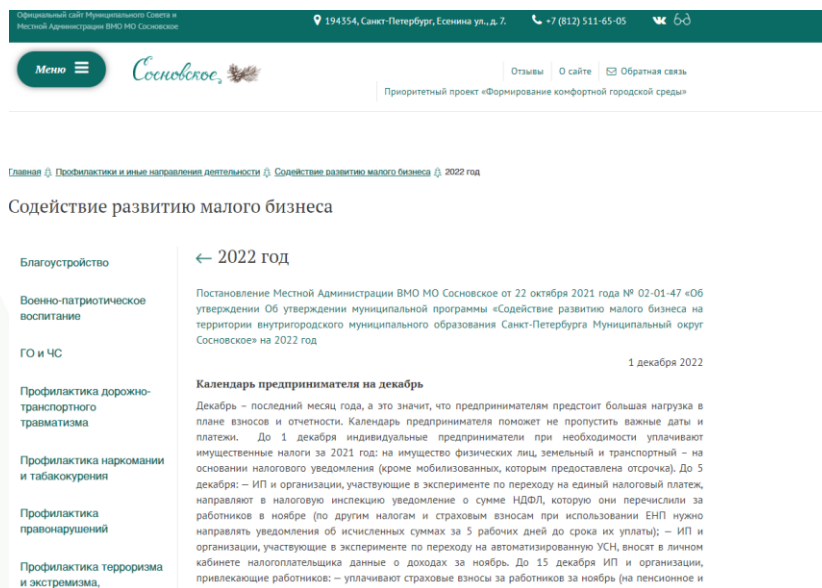 Официальный сайт Муниципального Совета и
Местной Администрации ВМО МО Сосновское
194354, Санкт-Петербург, Есенина ул., д. 7.
+7 (812) 511-65-05
Меню
Сосновское
Отзывы
О сайте
Обратная связь
Приоритетный проект «Формирование комфортной городской среды»
Главная
Профилактики и иные направления деятельности
Содействие развитию малого бизнеса
2022 год
Содействие развитию малого бизнеса
Благоустройство
Военно-патриотическое
воспитание
ГО и ЧС
Профилактика дорожно-
транспортного
травматизма
Профилактика наркомании
и табакокурения
Профилактика
правонарушений
Профилактика терроризма
и экстремизма,
← 2022 год
Постановление Местной Администрации ВМО МО Сосновское от 22 октября 2021 года № 02-01-47 «Об
утверждении Об утверждении муниципальной программы «Содействие развитию малого бизнеса на
территории внутригородского муниципального образования Санкт-Петербурга Муниципальный округ
Сосновское» на 2022 год
1 декабря 2022
Календарь предпринимателя на декабрь
Декабрь – последний месяц года, а это значит, что предпринимателям предстоит большая нагрузка в
плане взносов и отчетности. Календарь предпринимателя поможет не пропустить важные даты и
платежи. До 1 декабря индивидуальные предприниматели при необходимости уплачивают
имущественные налоги за 2021 год: на имущество физических лиц, земельный и транспортный – на
основании налогового уведомления (кроме мобилизованных, которым предоставлена отсрочка). До 5
декабря: — ИП и организации, участвующие в эксперименте по переходу на единый налоговый платеж,
направляют в налоговую инспекцию уведомление о сумме НДФЛ, которую они перечислили за
работников в ноябре (по другим налогам и страховым взносам при использовании ЕНП нужно
направлять уведомления об исчисленных суммах за 5 рабочих дней до срока их уплаты); — ИП и
организации, участвующие в эксперименте по переходу на автоматизированную УСН, вносят в личном
кабинете налогоплательщика данные о доходах за ноябрь. До 15 декабря ИП и организации,
привлекающие работников: — уплачивают страховые взносы за работников за ноябрь (на пенсионное и